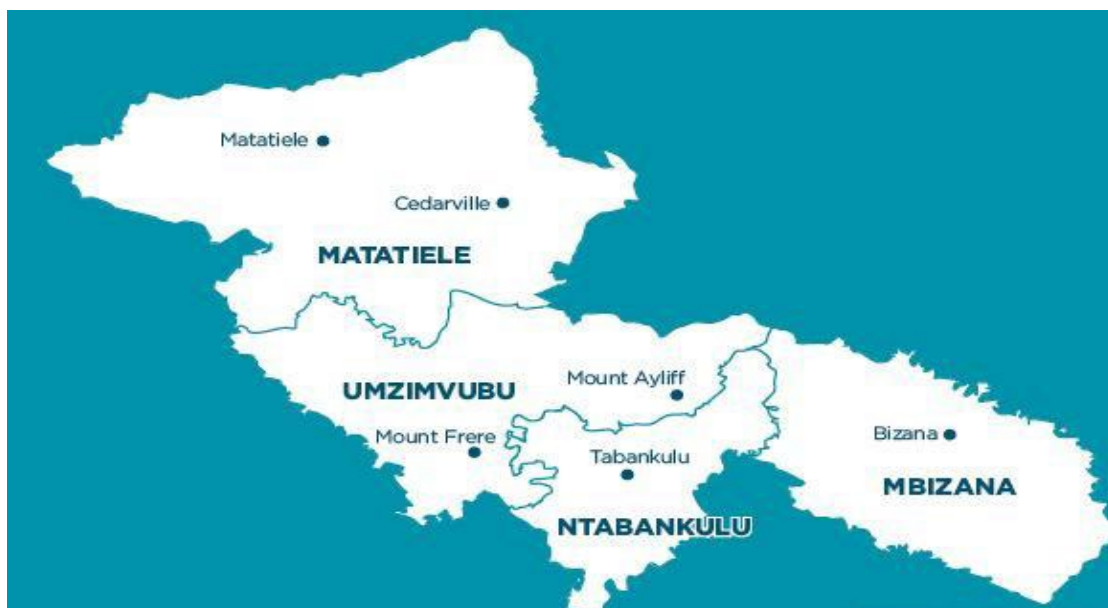 Matatiele
Cedarville
MATATIELE
Mount Ayliff
UMZIMVUBU
Mount Frere
Bizana
Tabankulu
MBIZANA
NTABANKULU